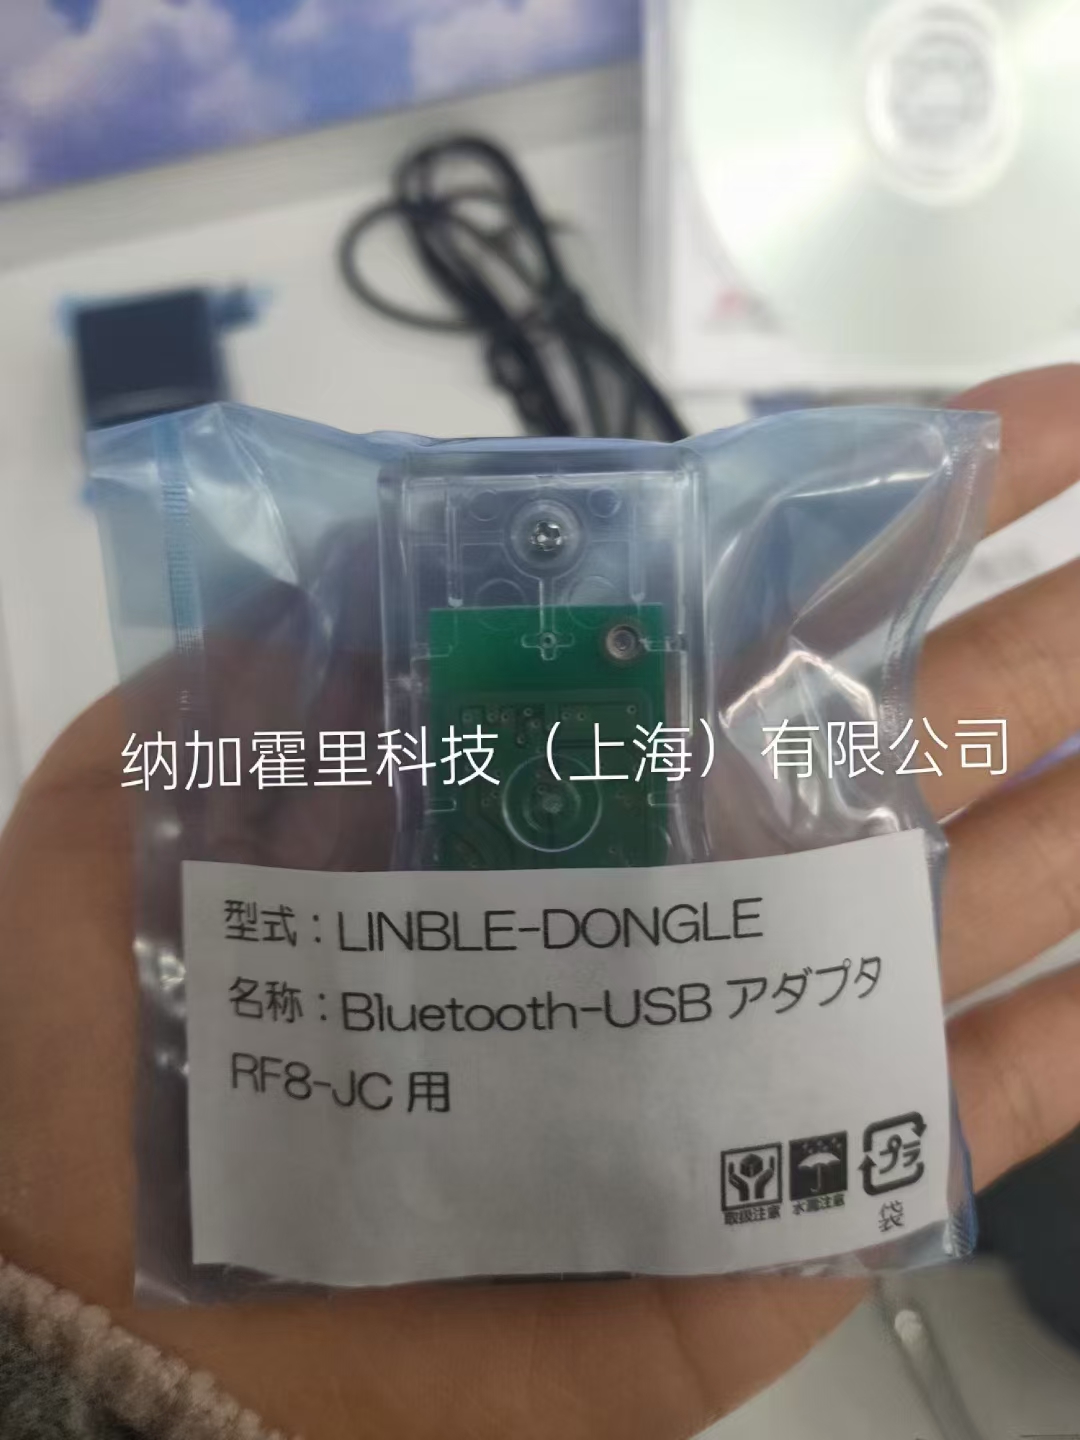 纳加霍里科技（上海）有限公司
型式：LINBLE-DONGLE
名称：Bluetooth-USB アダプタ
RF8-JC 用
取扱注意 水濡注意 プラ
袋